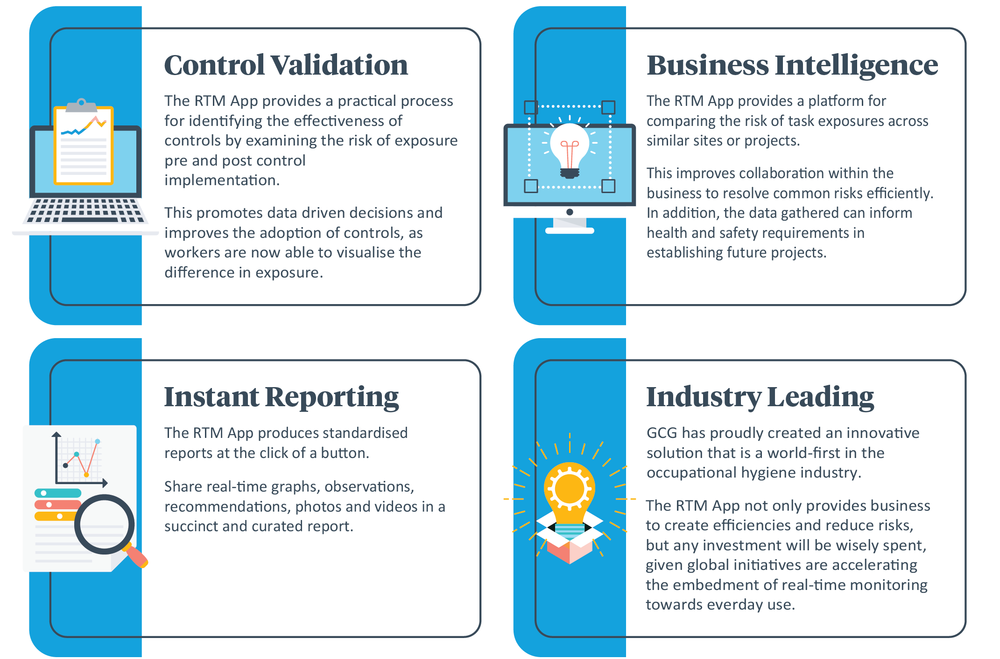 Control Validation
The RTM App provides a practical process
for identifying the effectiveness of
controls by examining the risk of exposure
pre and post control
implementation.
This promotes data driven decisions and
improves the adoption of controls, as
workers are now able to visualise the
difference in exposure.
Business Intelligence
The RTM App provides a platform for
comparing the risk of task exposures across
similar sites or projects.
This improves collaboration within the
business to resolve common risks efficiently.
In addition, the data gathered can inform
health and safety requirements in
establishing future projects.
Instant Reporting
The RTM App produces standardised
reports at the click of a button.
Share real-time graphs, observations,
recommendations, photos and videos in a
succinct and curated report.
Industry Leading
GCG has proudly created an innovative
solution that is a world-first in the
occupational hygiene industry.
The RTM App not only provides business
to create efficiencies and reduce risks,
but any investment will be wisely spent,
given global initiatives are accelerating
the embedment of real-time monitoring
towards everday use.